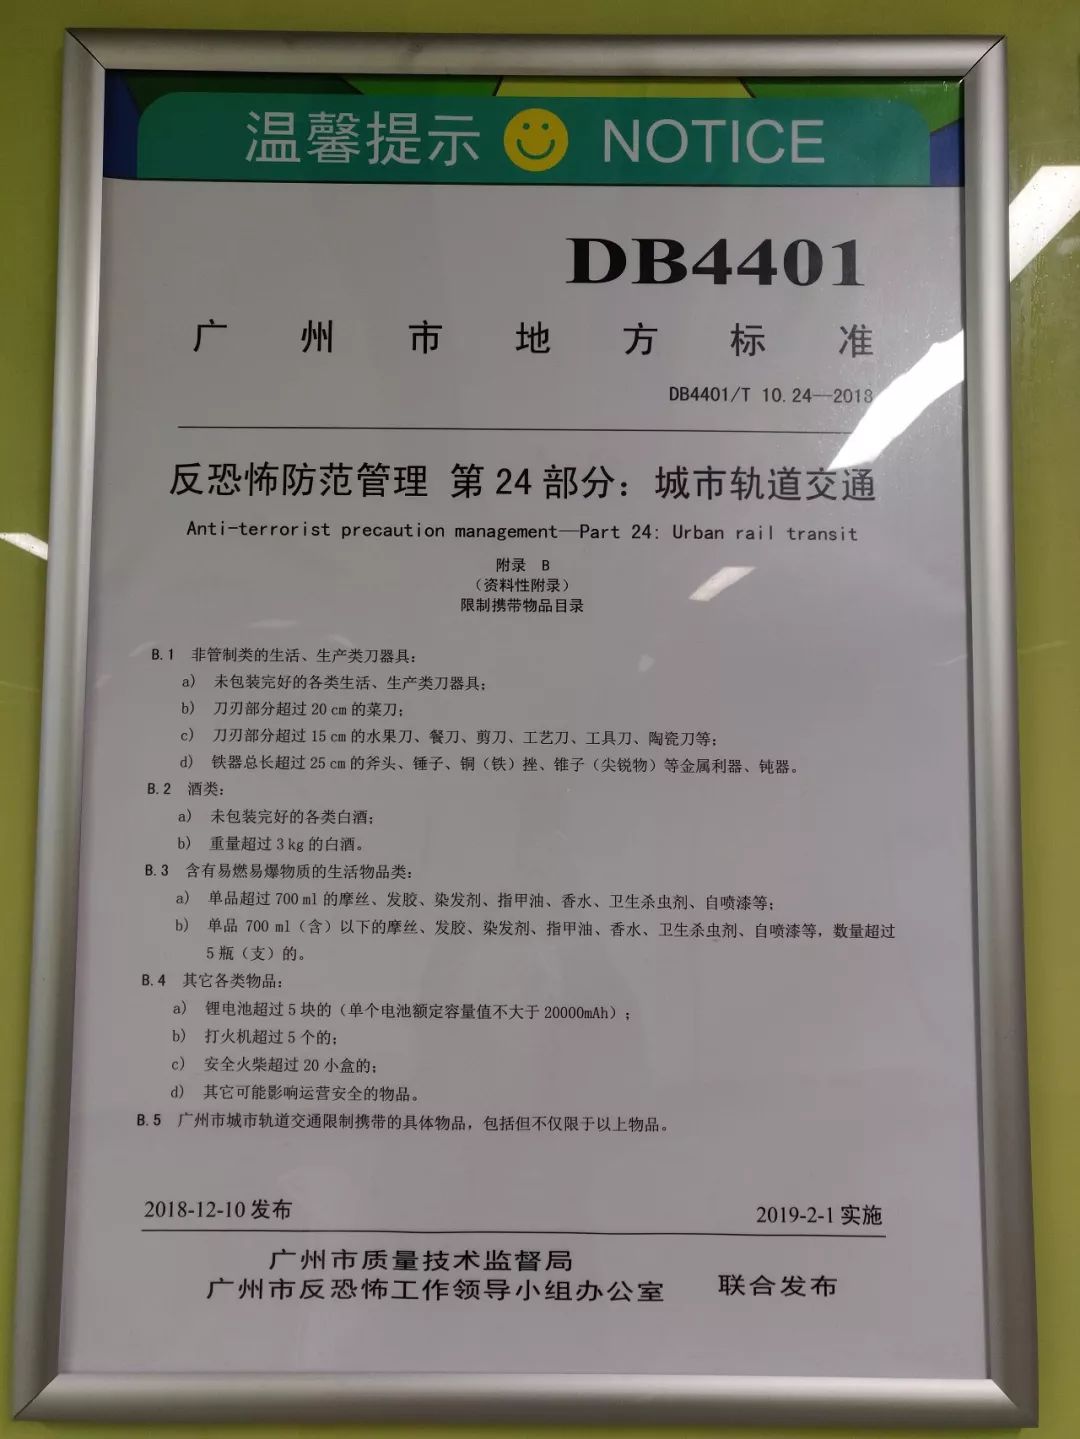 温馨提示 NOTICE
DB4401
广州市地方标准
DB4401/T 10.24—2018
反恐怖防范管理 第24部分：城市轨道交通
Anti-terrorist precaution management—Part 24: Urban rail transit
附录 B
（资料性附录）
限制携带物品目录
B.1 非管制类的生活、生产类刀器具：
a) 未包装完好的各类生活、生产类刀器具；
b) 刀刃部分超过20 cm的菜刀；
c) 刀刃部分超过15 cm的水果刀、餐刀、剪刀、工艺刀、工具刀、陶瓷刀等；
d) 铁器总长超过25 cm的斧头、锤子、铜（铁）挫、锥子（尖锐物）等金属利器、钝器。
B.2 酒类：
a) 未包装完好的各类白酒；
b) 重量超过3 kg的白酒。
B.3 含有易燃易爆物质的生活物品类：
a) 单品超过700 ml的摩丝、发胶、染发剂、指甲油、香水、卫生杀虫剂、自喷漆等；
b) 单品 700 ml（含）以下的摩丝、发胶、染发剂、指甲油、香水、卫生杀虫剂、自喷漆等，数量超过
5瓶（支）的。
B.4 其它各类物品：
a) 锂电池超过5块的（单个电池额定容量值不大于20000mAh）；
b) 打火机超过5个的；
c) 安全火柴超过20小盒的；
d) 其它可能影响运营安全的物品。
B.5 广州市城市轨道交通限制携带的具体物品，包括但不仅限于以上物品。
2018-12-10发布 2019-2-1实施
广州市质量技术监督局
广州市反恐怖工作领导小组办公室 联合发布